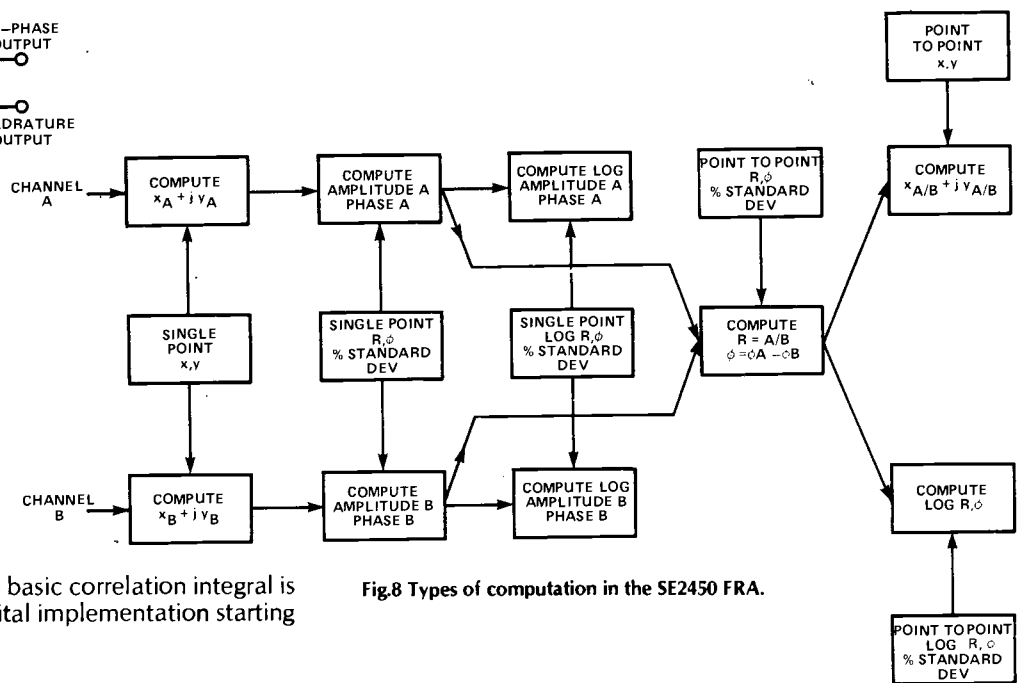 -PHASE
OUTPUT
ADRATURE
OUTPUT
CHANNEL
A
COMPUTE
xA + j yA
COMPUTE
AMPLITUDE A
PHASE A
COMPUTE LOG
AMPLITUDE A
PHASE A
POINT TO POINT
R,ϕ
% STANDARD
DEV
POINT
TO POINT
x,y
COMPUTE
xA/B + j yA/B
SINGLE
POINT
x,y
SINGLE POINT
R,ϕ
% STANDARD
DEV
SINGLE POINT
LOG R,ϕ
% STANDARD
DEV
COMPUTE
R = A/B
ϕ = ϕA - ϕB
CHANNEL
B
COMPUTE
xB + j yB
COMPUTE
AMPLITUDE B
PHASE B
COMPUTE LOG
AMPLITUDE B
PHASE B
COMPUTE
LOG R,ϕ
POINT TO POINT
LOG R, ϕ
% STANDARD
DEV
basic correlation integral is
ital implementation starting
Fig.8 Types of computation in the SE2450 FRA.